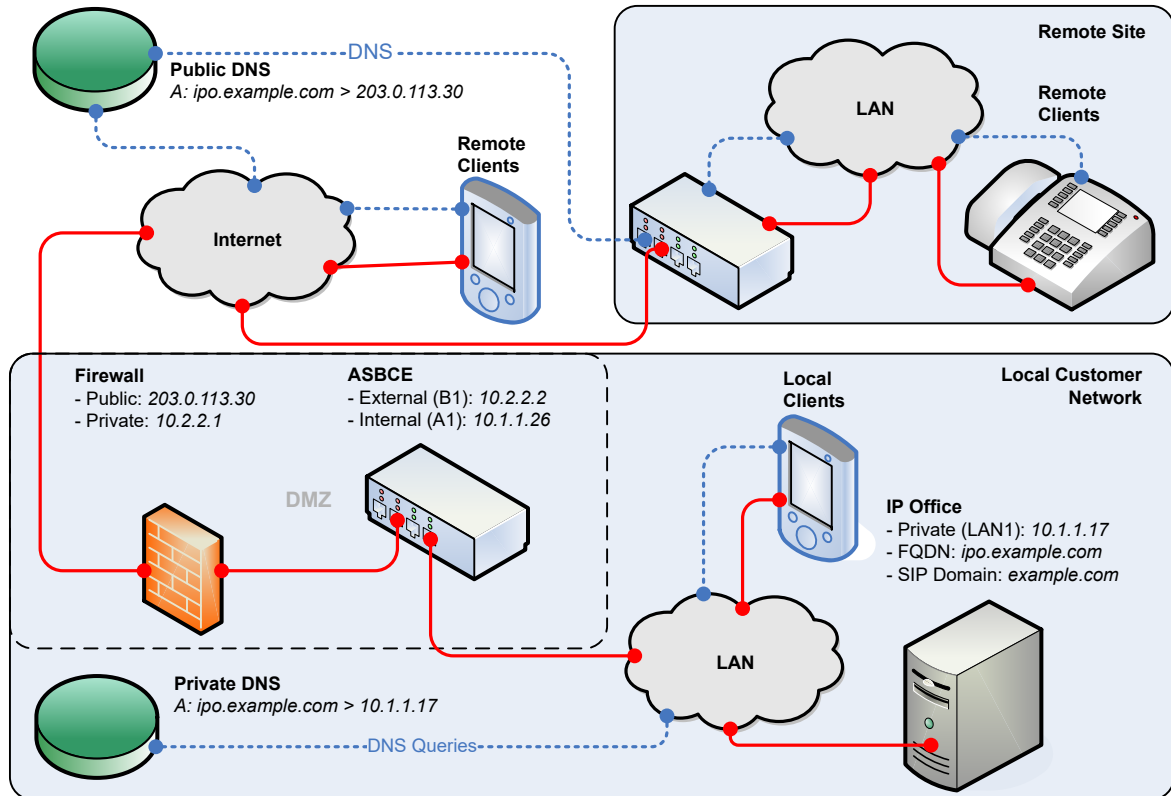 DNS
Public DNS
A: ipo.example.com > 203.0.113.30
Remote Site
LAN
Remote
Clients
Remote
Clients
Internet
Firewall
- Public: 203.0.113.30
- Private: 10.2.2.1
ASBCE
- External (B1): 10.2.2.2
- Internal (A1): 10.1.1.26
Local
Clients
Local Customer
Network
DMZ
IP Office
- Private (LAN1): 10.1.1.17
- FQDN: ipo.example.com
- SIP Domain: example.com
LAN
Private DNS
A: ipo.example.com > 10.1.1.17
DNS Queries